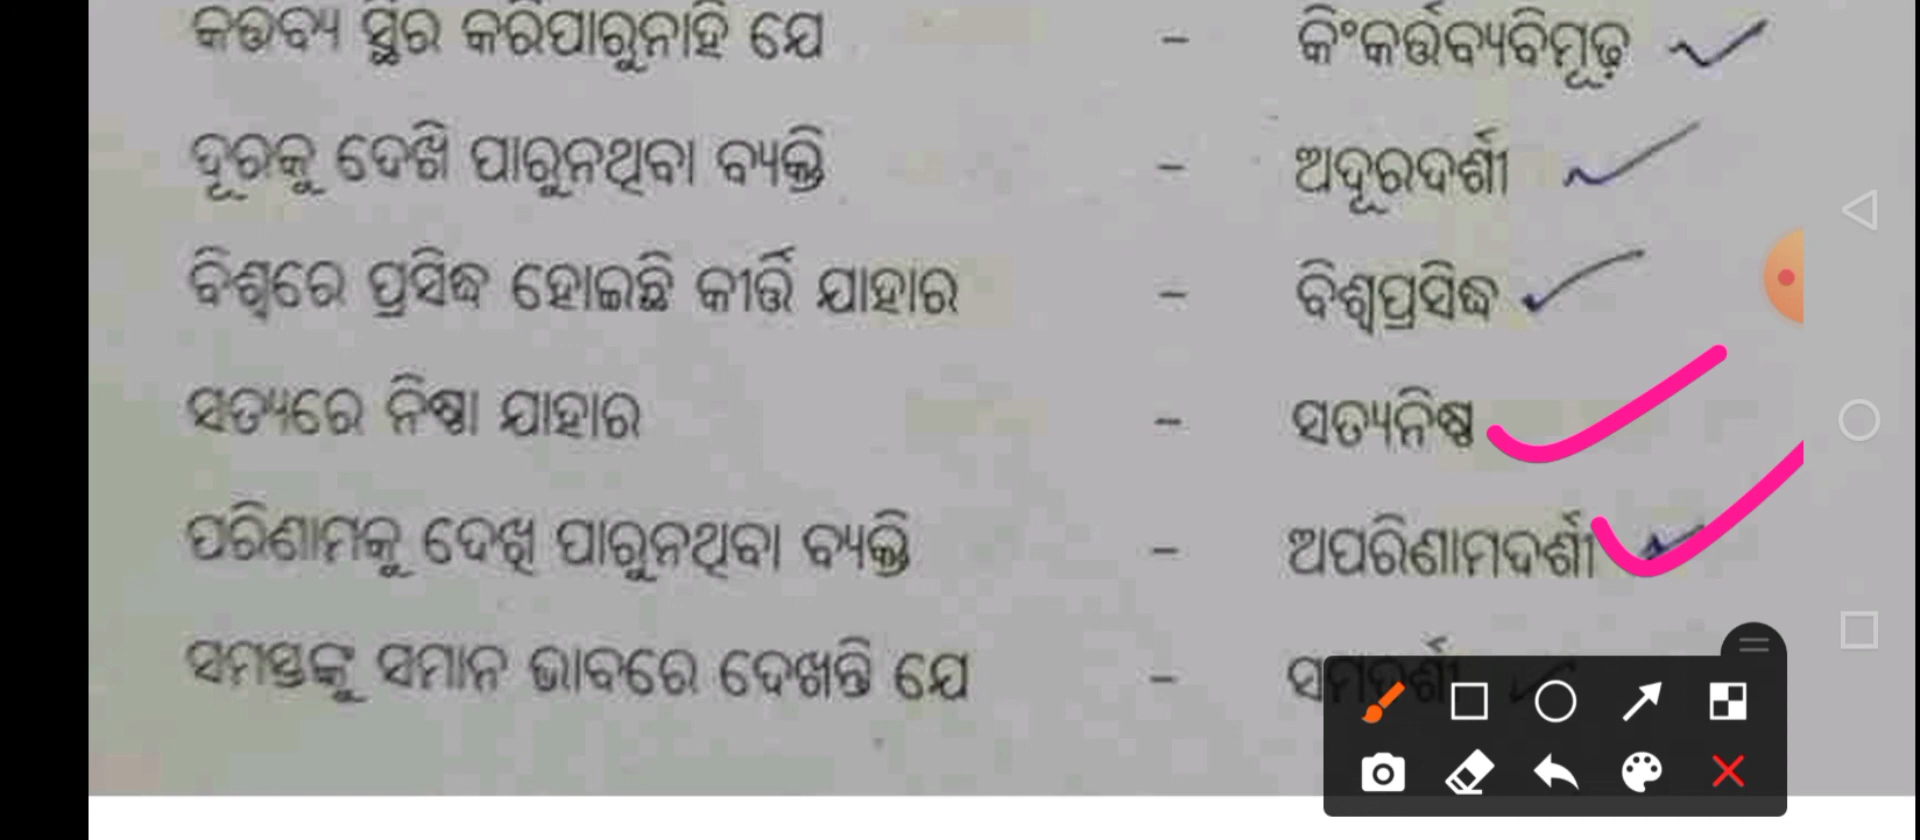 କର୍ତ୍ତବ୍ୟ ସ୍ଥିର କରିପାରୁନାହିଁ ଯେ - କିଂକର୍ତ୍ତବ୍ୟବିମୂଢ଼
ଦୂରକୁ ଦେଖି ପାରୁନଥିବା ବ୍ୟକ୍ତି - ଅଦୂରଦର୍ଶୀ
ବିଶ୍ୱରେ ପ୍ରସିଦ୍ଧ ହୋଇଛି କୀର୍ତ୍ତି ଯାହାର - ବିଶ୍ୱପ୍ରସିଦ୍ଧ
ସତ୍ୟରେ ନିଷ୍ଠା ଯାହାର - ସତ୍ୟନିଷ୍ଠ
ପରିଣାମକୁ ଦେଖି ପାରୁନଥିବା ବ୍ୟକ୍ତି - ଅପରିଣାମଦର୍ଶୀ
ସମସ୍ତଙ୍କୁ ସମାନ ଭାବରେ ଦେଖନ୍ତି ଯେ - ସମଦର୍ଶୀ